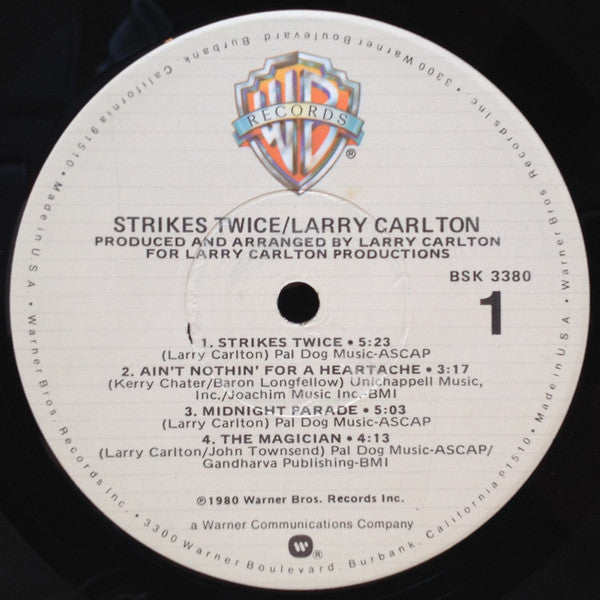 WB
RECORDS
®
STRIKES TWICE/LARRY CARLTON
PRODUCED AND ARRANGED BY LARRY CARLTON
FOR LARRY CARLTON PRODUCTIONS
BSK 3380
1
1. STRIKES TWICE • 5:23
(Larry Carlton) Pal Dog Music-ASCAP
2. AIN'T NOTHIN' FOR A HEARTACHE • 3:17
(Kerry Chater/Baron Longfellow) Unichappell Music,
Inc./Joachim Music Inc.-BMI
3. MIDNIGHT PARADE • 5:03
(Larry Carlton) Pal Dog Music-ASCAP
4. THE MAGICIAN • 4:13
(Larry Carlton/John Townsend) Pal Dog Music-ASCAP/
Gandharva Publishing-BMI
℗1980 Warner Bros. Records Inc.
a Warner Communications Company
W®
Made in U.S.A. • Warner Bros. Records Inc. • 3300 Warner Boulevard, Burbank, California 91510 • Made in U.S.A. • Warner Bros. Records Inc. • 3300 Warner Boulevard, Burbank, California 91510 •